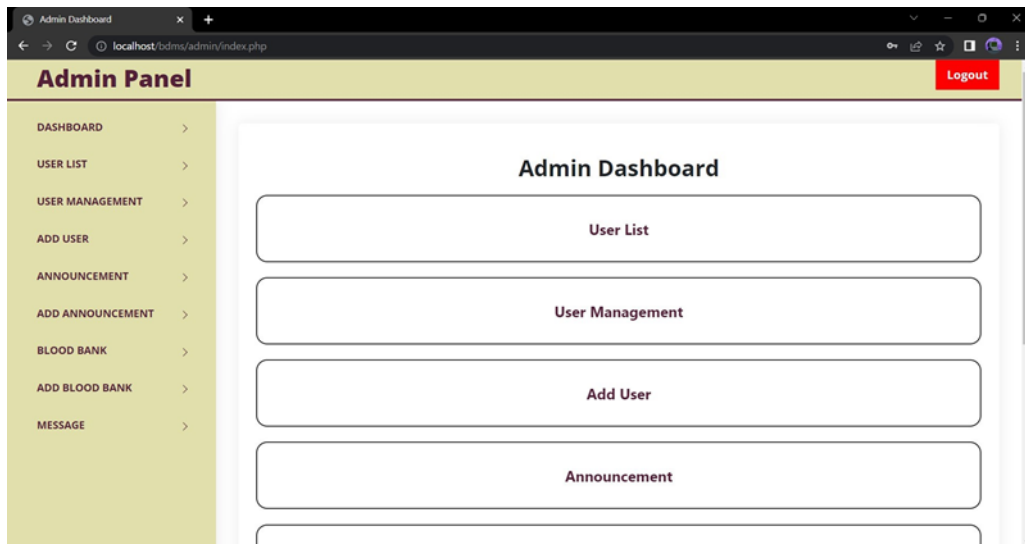 Admin Dashboard
localhost/bdms/admin/index.php
Admin Panel
Logout
DASHBOARD
USER LIST
USER MANAGEMENT
ADD USER
ANNOUNCEMENT
ADD ANNOUNCEMENT
BLOOD BANK
ADD BLOOD BANK
MESSAGE
Admin Dashboard
User List
User Management
Add User
Announcement